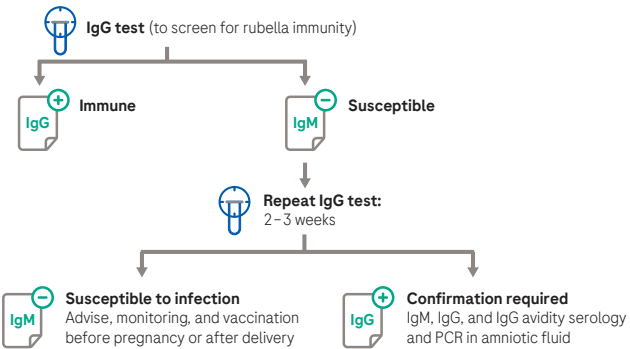 IgG test (to screen for rubella immunity)
+
IgG
Immune
−
IgM
Susceptible
Repeat IgG test:
2–3 weeks
−
IgM
Susceptible to infection
Advise, monitoring, and vaccination
before pregnancy or after delivery
+
IgG
Confirmation required
IgM, IgG, and IgG avidity serology
and PCR in amniotic fluid